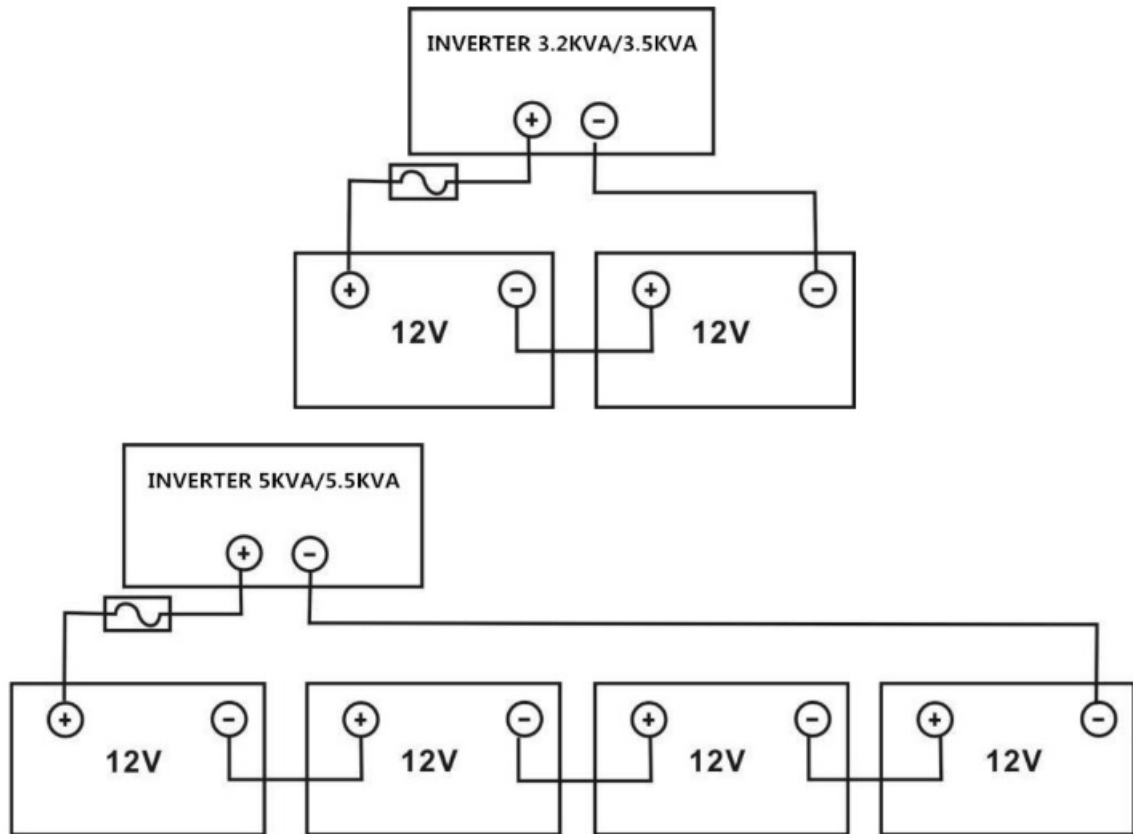 INVERTER 3.2KVA/3.5KVA
+ -
+ - + -
12V 12V
INVERTER 5KVA/5.5KVA
+ -
+ - + - + - + -
12V 12V 12V 12V